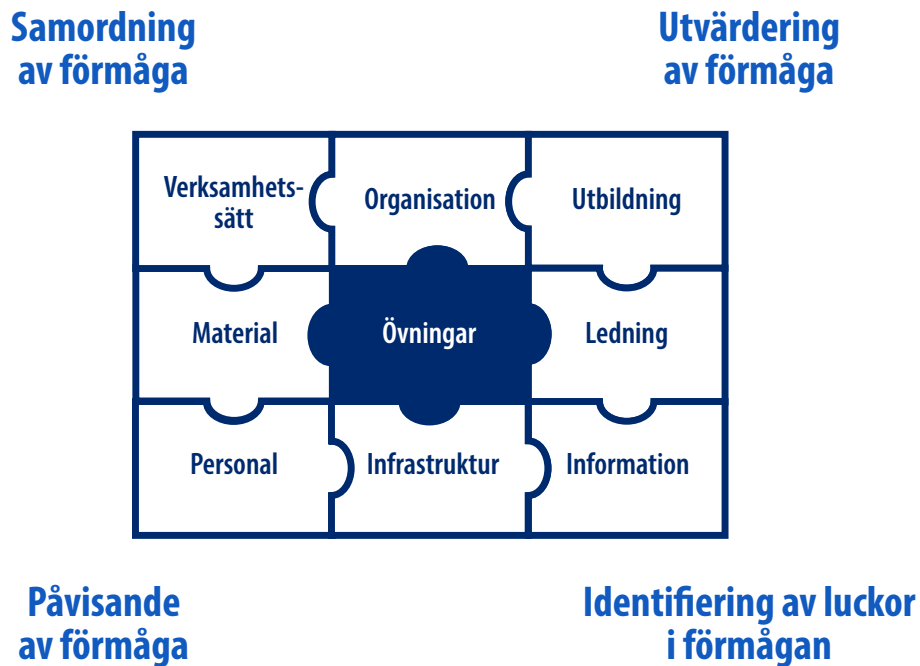 Samordning
av förmåga
Utvärdering
av förmåga
Verksamhets-
sätt
Organisation
Utbildning
Material
Övningar
Ledning
Personal
Infrastruktur
Information
Påvisande
av förmåga
Identifiering av luckor
i förmågan